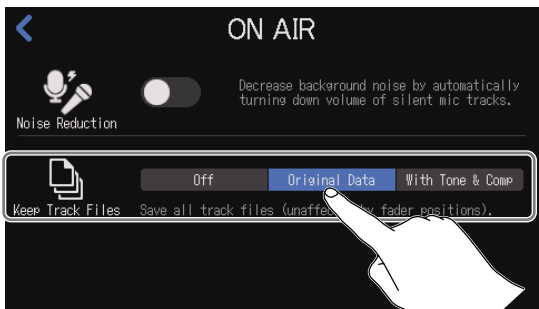 ON AIR
Decrease background noise by automatically
turning down volume of silent mic tracks.
Noise Reduction
Off Original Data With Tone & Comp
Keep Track Files Save all track files by fader positions).